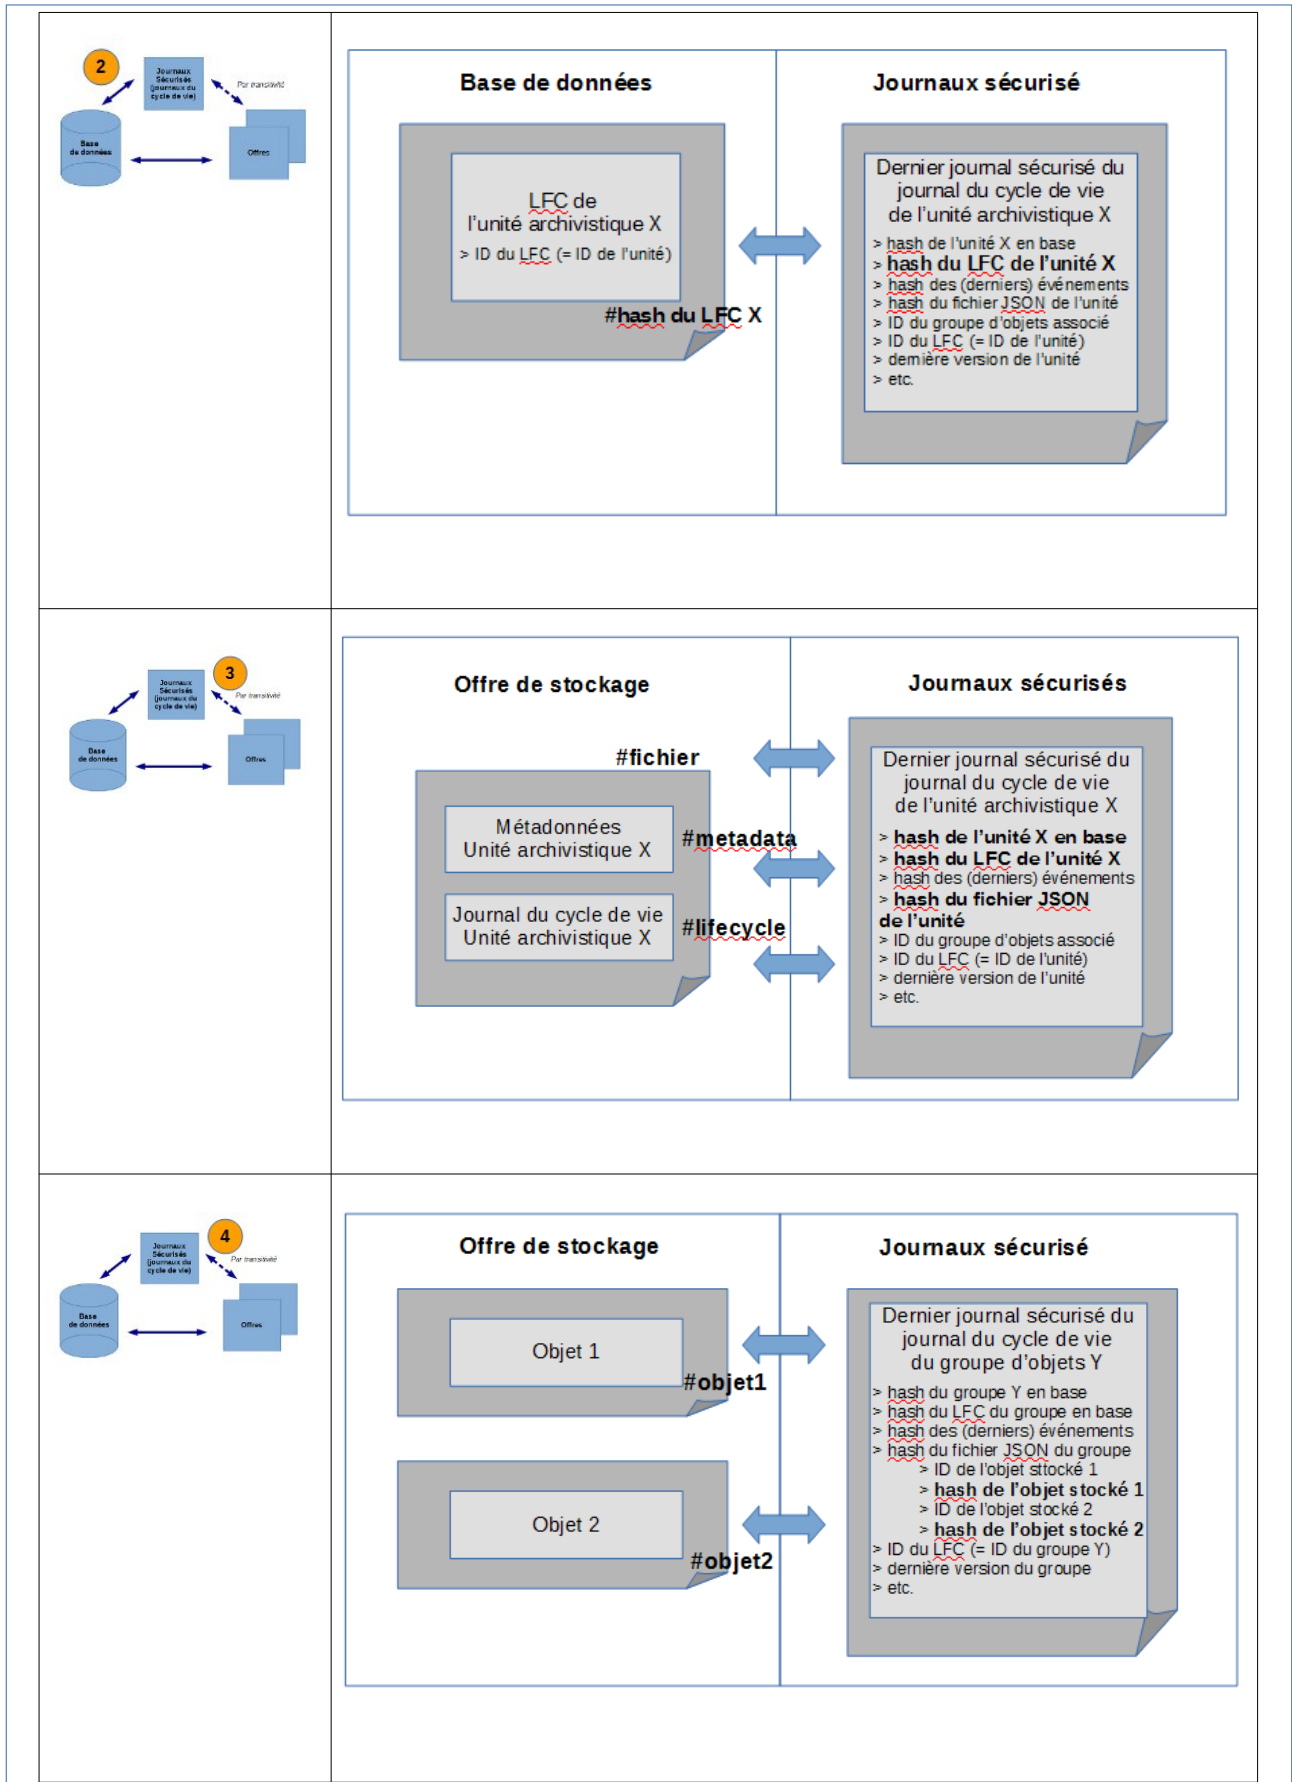 2
Journaux
Sécurisés
(journaux du
cycle de vie)
Par transitivité
Base
de données
Offres
Base de données
LFC de
l'unité archivistique X
> ID du LFC (= ID de l'unité)
#hash du LFC X
Journaux sécurisé
Dernier journal sécurisé du
journal du cycle de vie
de l'unité archivistique X
> hash de l'unité X en base
> hash du LFC de l'unité X
> hash des (derniers) événements
> hash du fichier JSON de l'unité
> ID du groupe d'objets associé
> ID du LFC (= ID de l'unité)
> dernière version de l'unité
> etc.
3
Journaux
Sécurisés
(journaux du
cycle de vie)
Par transitivité
Base
de données
Offres
Offre de stockage
#fichier
Métadonnées
Unité archivistique X
#metadata
Journal du cycle de vie
Unité archivistique X
#lifecycle
Journaux sécurisés
Dernier journal sécurisé du
journal du cycle de vie
de l'unité archivistique X
> hash de l'unité X en base
> hash du LFC de l'unité X
> hash des (derniers) événements
> hash du fichier JSON
de l'unité
> ID du groupe d'objets associé
> ID du LFC (= ID de l'unité)
> dernière version de l'unité
> etc.
4
Journaux
Sécurisés
(journaux du
cycle de vie)
Par transitivité
Base
de données
Offres
Offre de stockage
Objet 1
#objet1
Objet 2
#objet2
Journaux sécurisé
Dernier journal sécurisé du
journal du cycle de vie
du groupe d'objets Y
> hash du groupe Y en base
> hash du LFC du groupe en base
> hash des (derniers) événements
> hash du fichier JSON du groupe
> ID de l'objet sttocké 1
> hash de l'objet stocké 1
> ID de l'objet stocké 2
> hash de l'objet stocké 2
> ID du LFC (= ID du groupe Y)
> dernière version du groupe
> etc.